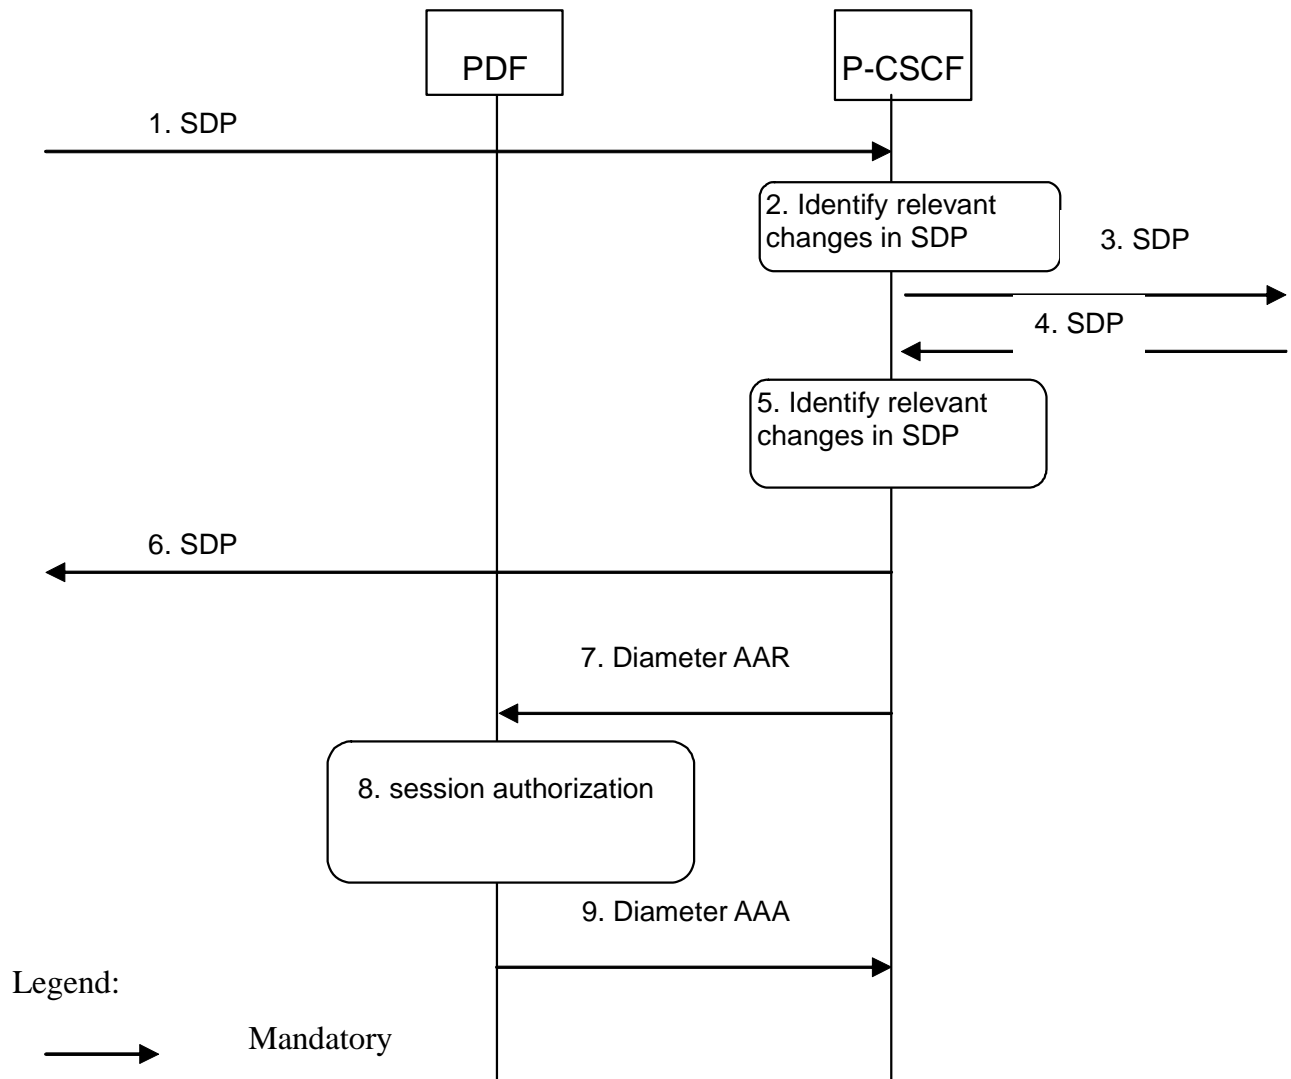 PDF
P-CSCF
1. SDP
2. Identify relevant
changes in SDP
3. SDP
4. SDP
5. Identify relevant
changes in SDP
6. SDP
7. Diameter AAR
8. session authorization
9. Diameter AAA
Legend:
Mandatory